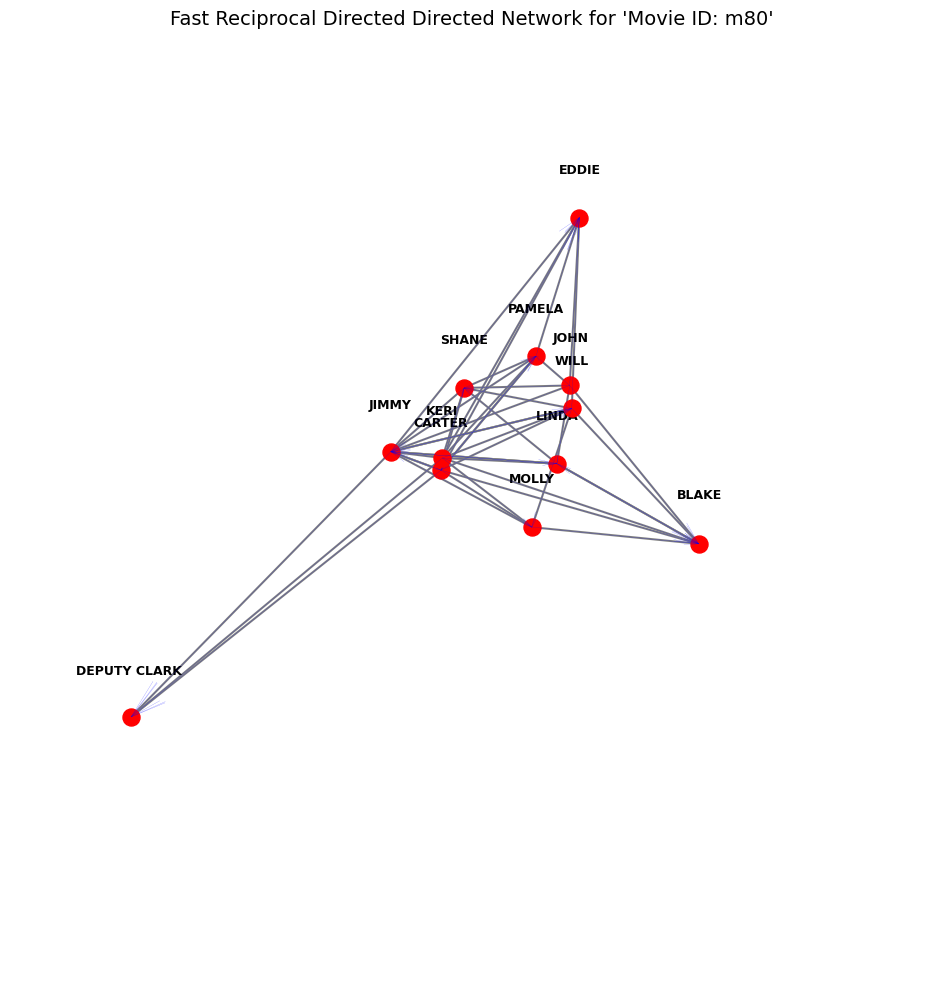 Fast Reciprocal Directed Directed Network for 'Movie ID: m80'
EDDIE
PAMELA
JOHN
SHANE
WILL
JIMMY
KERI
LINDA
CARTER
MOLLY
BLAKE
DEPUTY CLARK